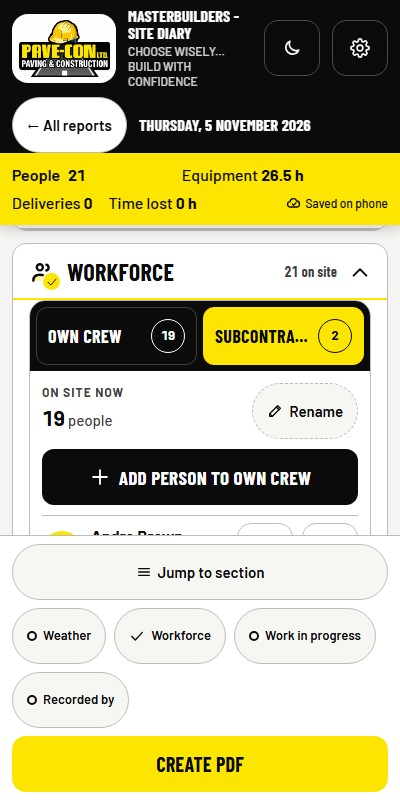 MASTERBUILDERS -
SITE DIARY
CHOOSE WISELY...
BUILD WITH
CONFIDENCE
PAVE-CON LTD.
PAVING & CONSTRUCTION
← All reports
THURSDAY, 5 NOVEMBER 2026
People 21
Equipment 26.5 h
Deliveries 0
Time lost 0 h
Saved on phone
WORKFORCE
21 on site
OWN CREW 19
SUBCONTRA... 2
ON SITE NOW
19 people
Rename
+ ADD PERSON TO OWN CREW
Andre Brown
Jump to section
Weather
Workforce
Work in progress
Recorded by
CREATE PDF